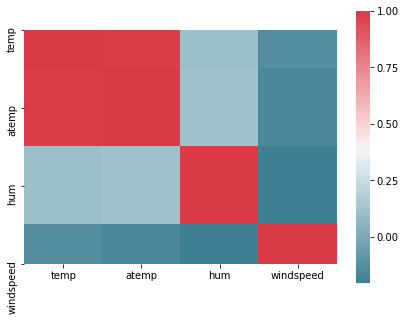 temp
atemp
hum
windspeed
temp atemp hum windspeed
1.00
0.75
0.50
0.25
0.00